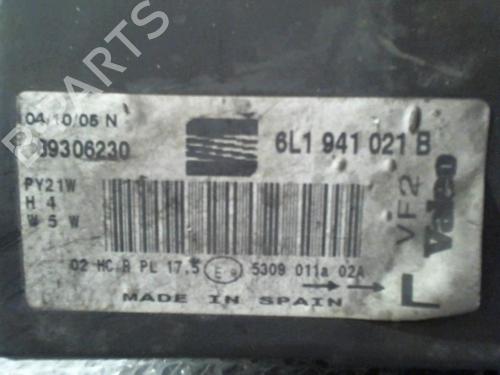 B-PARTS
04/10/05 N
89306230
6L1 941 021 B
PY21W
H 4
W 5 W
VF2
Valeo
02 HC R PL 17.5 E9 5309 011a 02A
L
MADE IN SPAIN